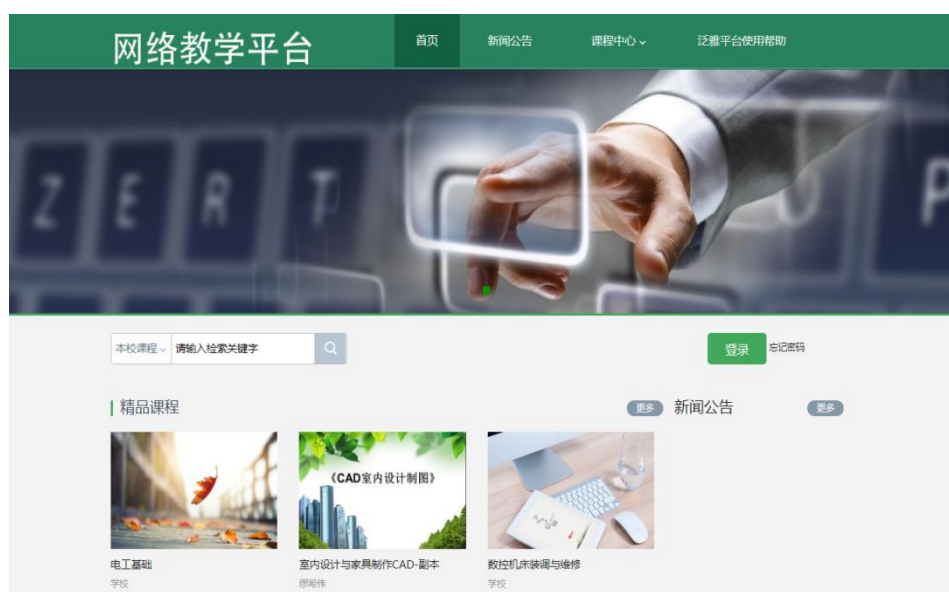 网络教学平台
首页 新闻公告 课程中心 泛雅平台使用帮助
Z E R T
P
本校课程 请输入检索关键字
登录 忘记密码
精品课程 更多 新闻公告 更多
《CAD室内设计制图》
电工基础 室内设计与家具制作CAD-副本 数控机床装调与维修
学校 缪希伟 学校